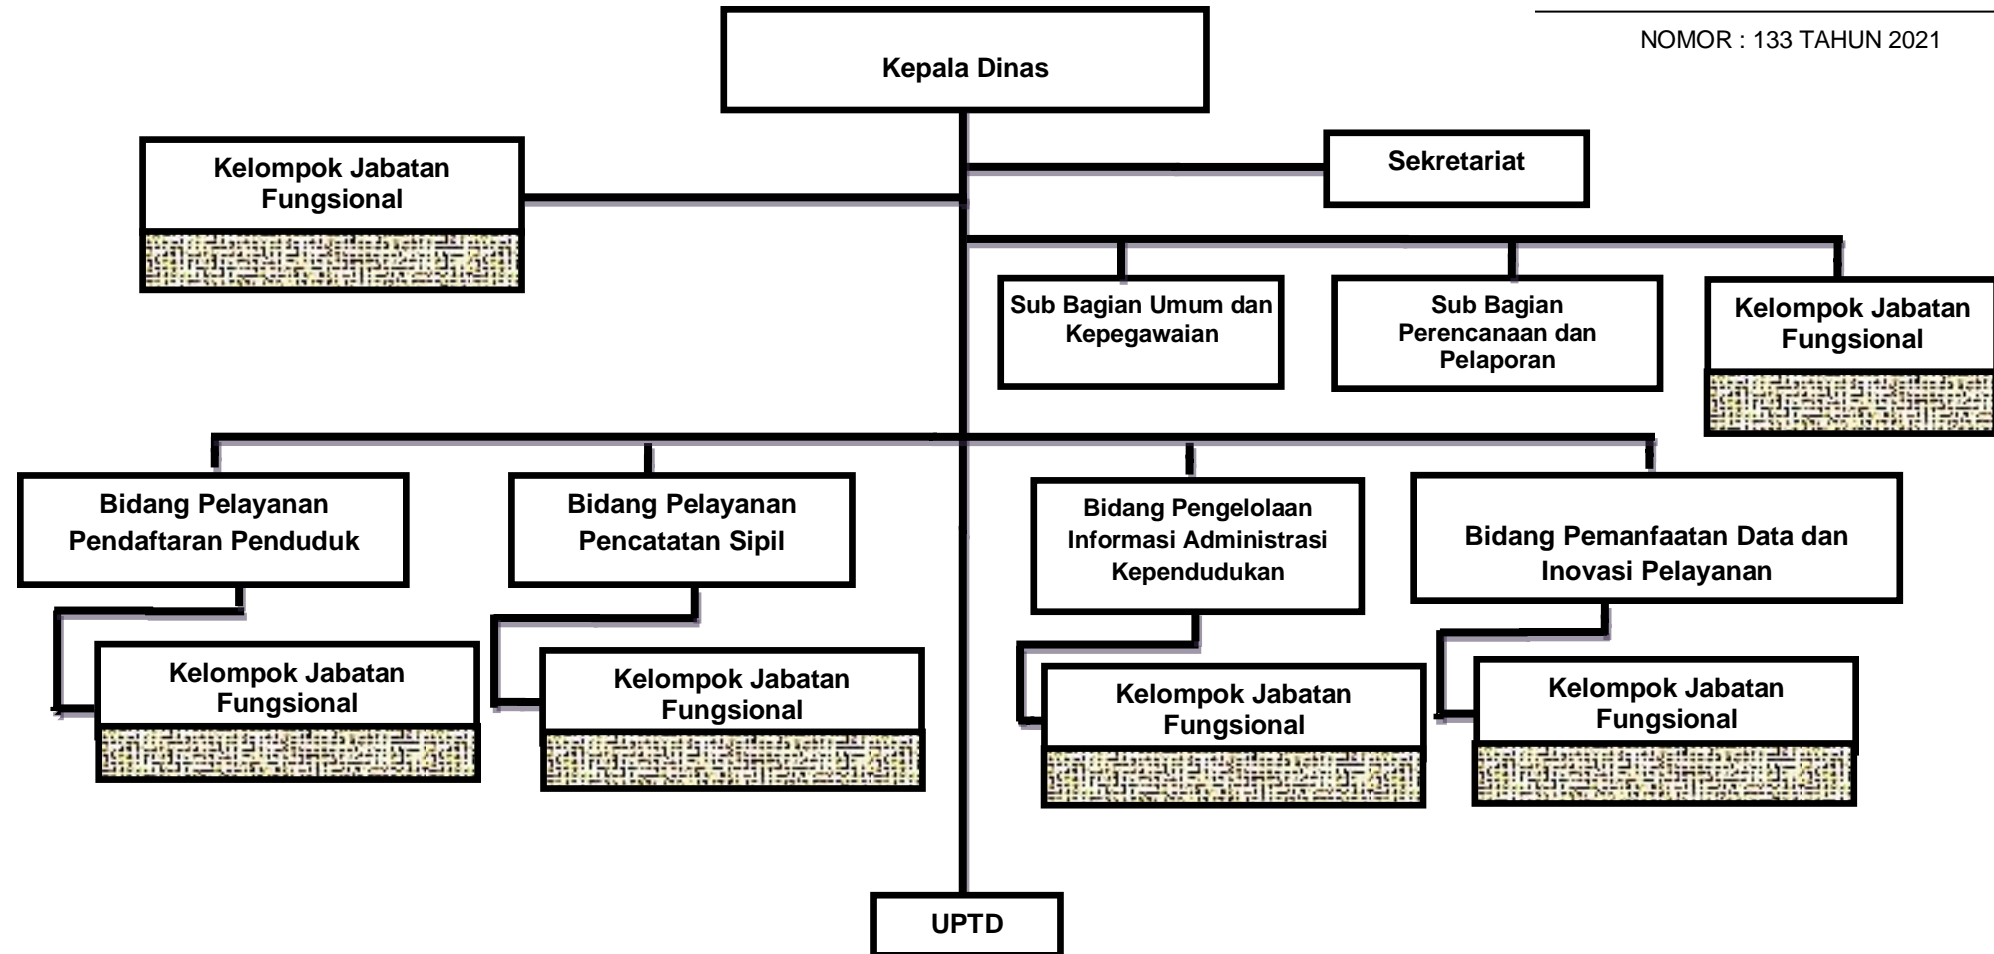 NOMOR : 133 TAHUN 2021
Kepala Dinas
Kelompok Jabatan
Fungsional
Sekretariat
Sub Bagian Umum dan
Kepegawaian
Sub Bagian
Perencanaan dan
Pelaporan
Kelompok Jabatan
Fungsional
Bidang Pelayanan
Pendaftaran Penduduk
Bidang Pelayanan
Pencatatan Sipil
Bidang Pengelolaan
Informasi Administrasi
Kependudukan
Bidang Pemanfaatan Data dan
Inovasi Pelayanan
Kelompok Jabatan
Fungsional
Kelompok Jabatan
Fungsional
Kelompok Jabatan
Fungsional
Kelompok Jabatan
Fungsional
UPTD